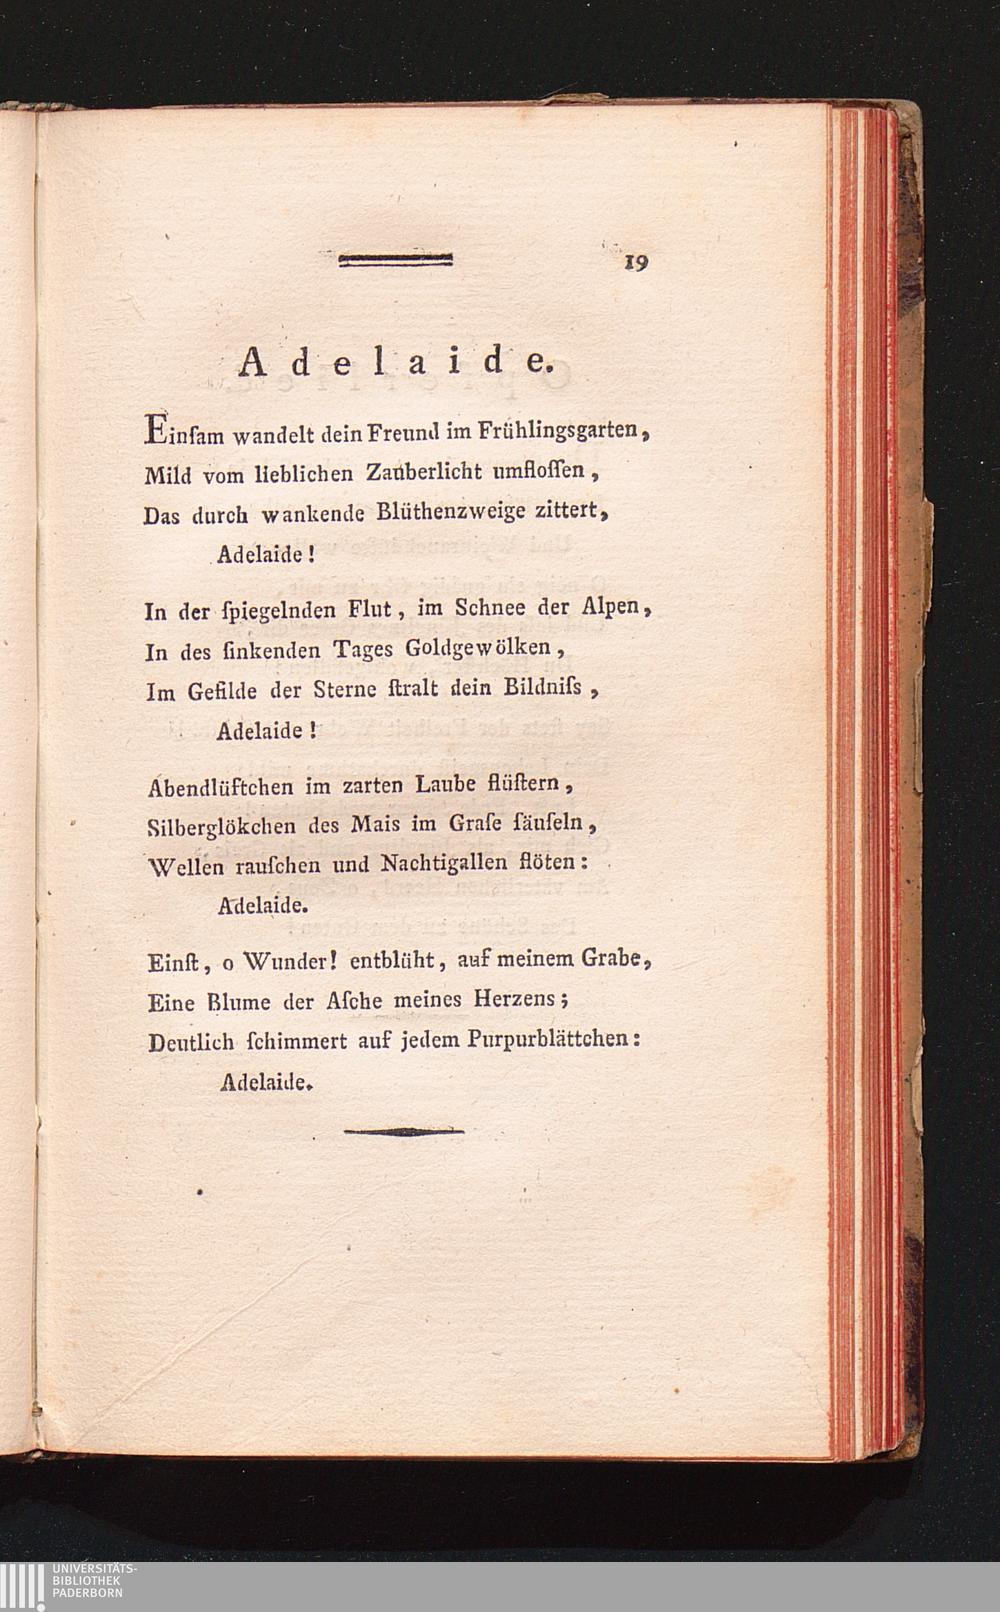 19
Adelaide.
Einſam wandelt dein Freund im Frühlingsgarten,
Mild vom lieblichen Zauberlicht umfloſſen,
Das durch wankende Blüthenzweige zittert,
Adelaide!
In der ſpiegelnden Flut, im Schnee der Alpen,
In des ſinkenden Tages Goldgewölken,
Im Gefilde der Sterne ſtralt dein Bildniſs,
Adelaide!
Abendlüftchen im zarten Laube flüſtern,
Silberglökchen des Mais im Graſe ſäuſeln,
Wellen rauſchen und Nachtigallen flöten:
Adelaide.
Einſt, o Wunder! entblüht, auf meinem Grabe,
Eine Blume der Aſche meines Herzens;
Deutlich ſchimmert auf jedem Purpurblättchen:
Adelaide.
UNIVERSITÄTS-
BIBLIOTHEK
PADERBORN